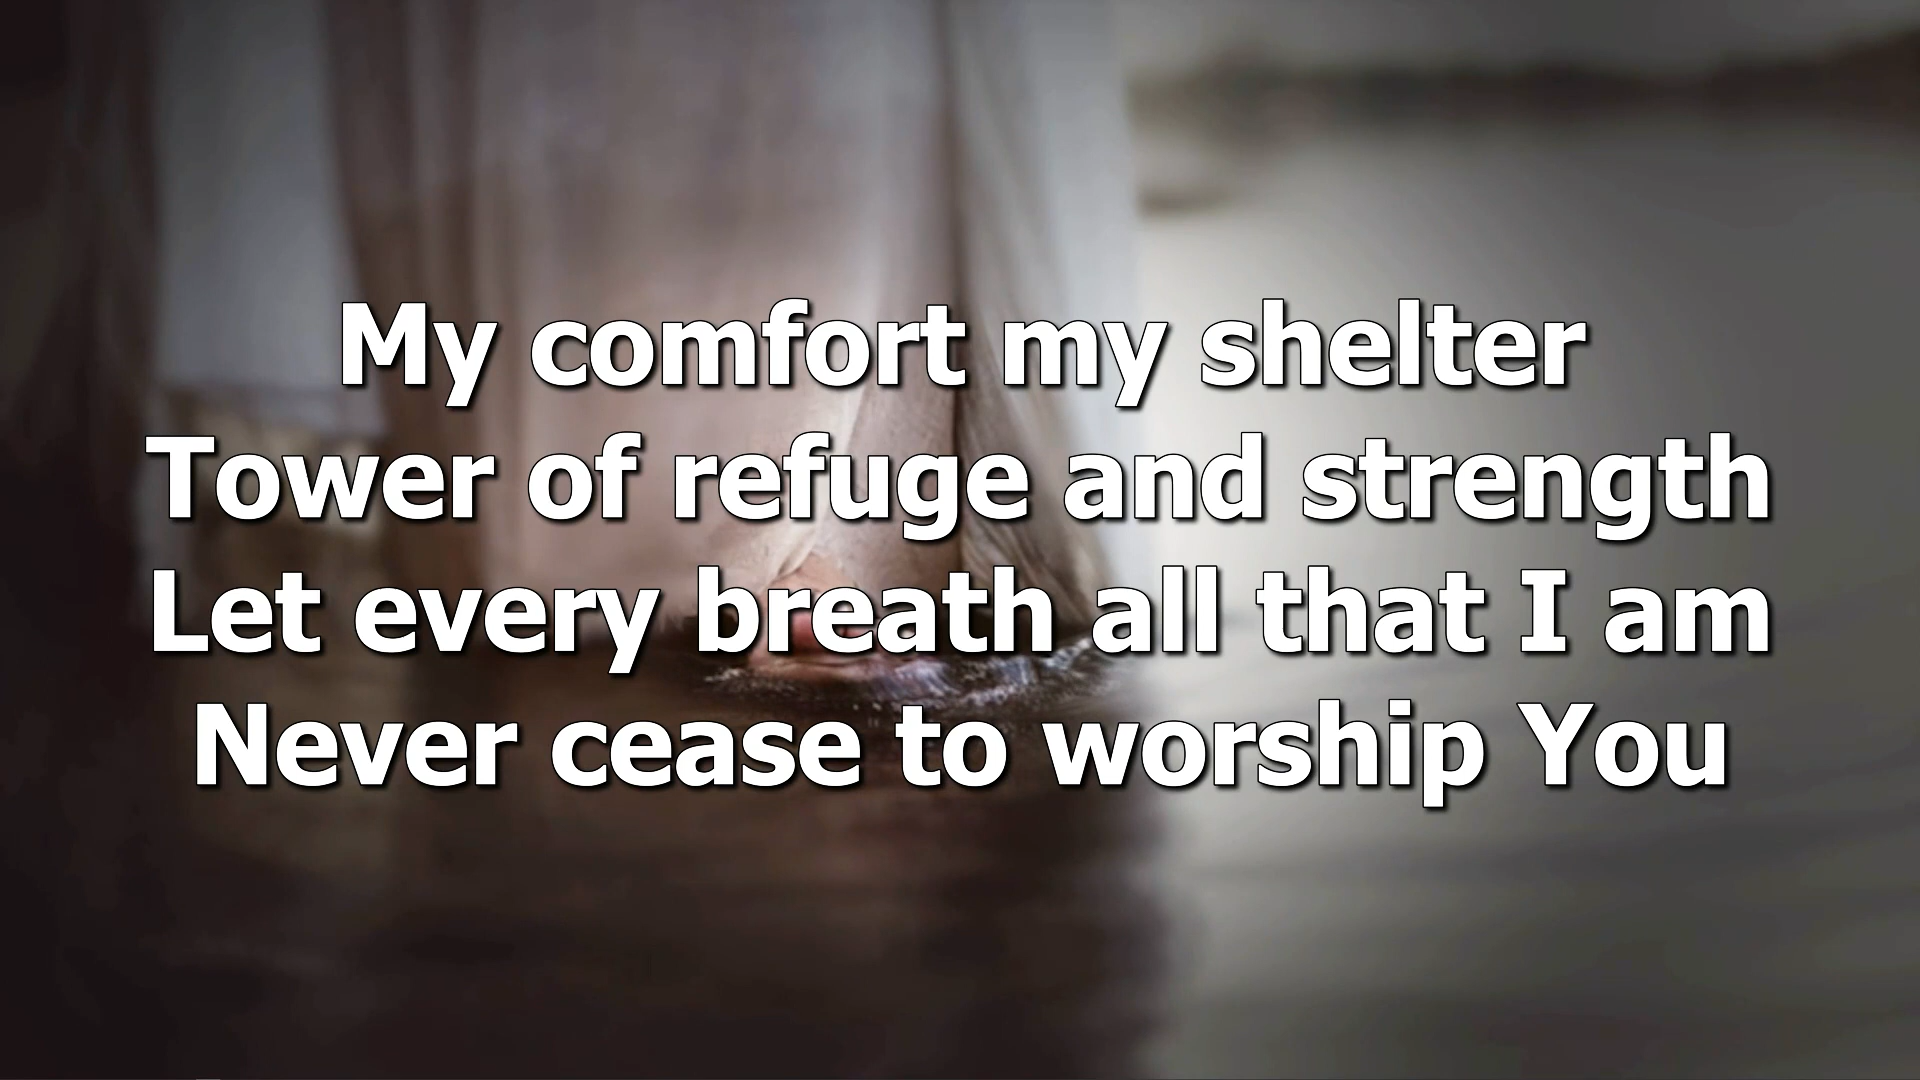 My comfort my shelter
Tower of refuge and strength
Let every breath all that I am
Never cease to worship You